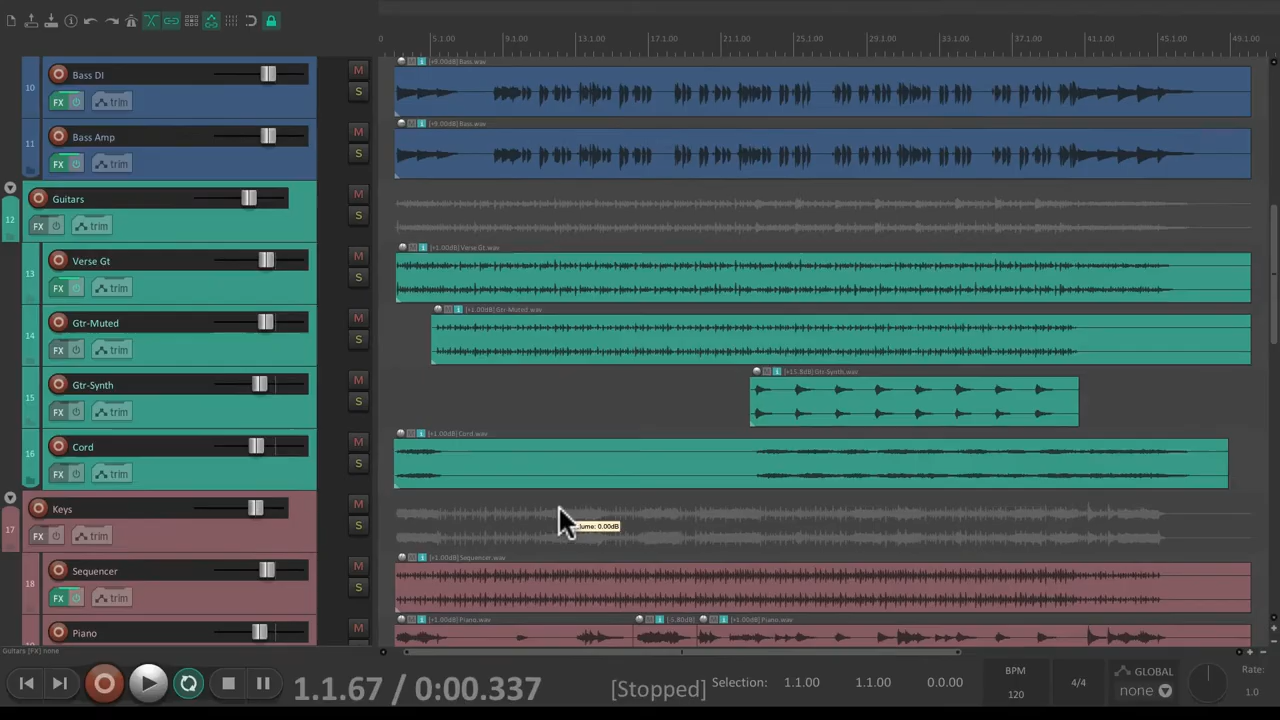 0 5.1.00 9.1.00 13.1.00 17.1.00 21.1.00 25.1.00 29.1.00 33.1.00 37.1.00 41.1.00 45.1.00 49.1.00
[+9.00dB] Bass.wav
10 Bass DI M
FX trim S
[+9.00dB] Bass.wav
11 Bass Amp M
FX trim S
12 Guitars M
FX trim S
[+1.00dB] Verse Gt.wav
13 Verse Gt M
FX trim S
[+1.00dB] Gtr-Muted.wav
14 Gtr-Muted M
FX trim S
[+15.8dB] Gtr-Synth.wav
15 Gtr-Synth M
FX trim S
[+1.00dB] Cord.wav
16 Cord M
FX trim S
17 Keys M
FX trim S
lume: 0.00dB
[+1.00dB] Sequencer.wav
18 Sequencer M
FX trim S
[+1.00dB] Piano.wav [-5.80dB] [+1.00dB] Piano.wav
Piano M
Guitars [FX] none
1.1.67 / 0:00.337 [Stopped] Selection: 1.1.00 1.1.00 0.0.00
BPM
120
4/4
GLOBAL
none
Rate:
1.0